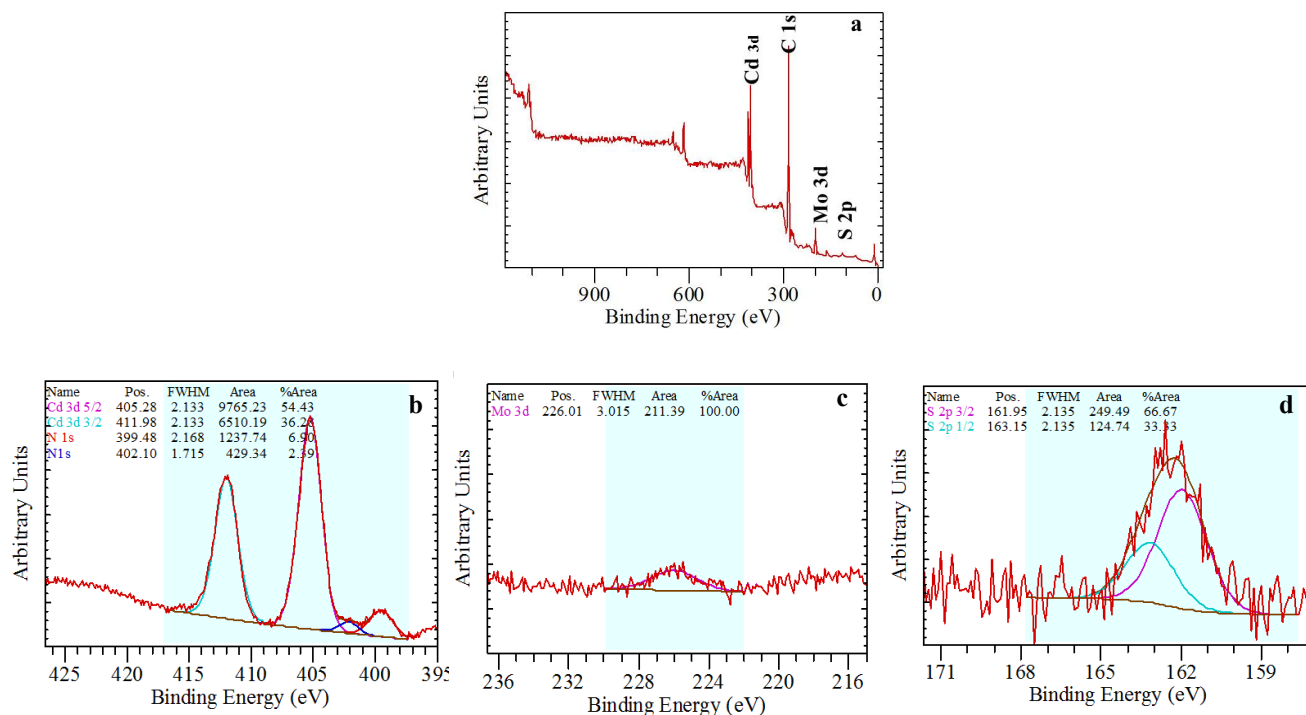 a
C 1s
Cd 3d
Mo 3d
S 2p
Arbitrary Units
900 600 300 0
Binding Energy (eV)
b
Name Pos. FWHM Area %Area
Cd 3d 5/2 405.28 2.133 9765.23 54.43
Cd 3d 3/2 411.98 2.133 6510.19 36.28
N 1s 399.48 2.168 1237.74 6.90
N1s 402.10 1.715 429.34 2.39
Arbitrary Units
425 420 415 410 405 400 395
Binding Energy (eV)
c
Name Pos. FWHM Area %Area
Mo 3d 226.01 3.015 211.39 100.00
Arbitrary Units
236 232 228 224 220 216
Binding Energy (eV)
d
Name Pos. FWHM Area %Area
S 2p 3/2 161.95 2.135 249.49 66.67
S 2p 1/2 163.15 2.135 124.74 33.33
Arbitrary Units
171 168 165 162 159
Binding Energy (eV)